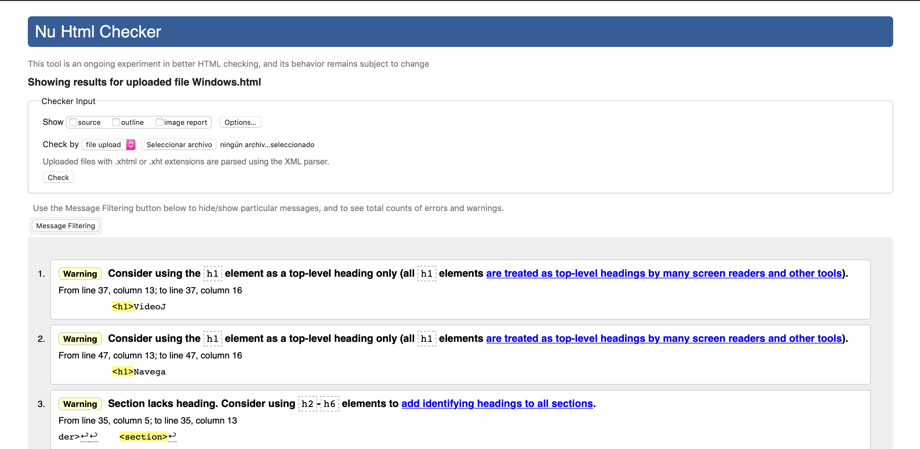 Nu Html Checker
This tool is an ongoing experiment in better HTML checking, and its behavior remains subject to change
Showing results for uploaded file Windows.html
Checker Input
Show source outline image report Options...
Check by file upload Seleccionar archivo ningún archiv...seleccionado
Uploaded files with .xhtml or .xht extensions are parsed using the XML parser.
Check
Use the Message Filtering button below to hide/show particular messages, and to see total counts of errors and warnings.
Message Filtering
1. Warning Consider using the h1 element as a top-level heading only (all h1 elements are treated as top-level headings by many screen readers and other tools).
From line 37, column 13; to line 37, column 16
<h1>VideoJ
2. Warning Consider using the h1 element as a top-level heading only (all h1 elements are treated as top-level headings by many screen readers and other tools).
From line 47, column 13; to line 47, column 16
<h1>Navega
3. Warning Section lacks heading. Consider using h2-h6 elements to add identifying headings to all sections.
From line 35, column 5; to line 35, column 13
der>↩↩ <section>↩